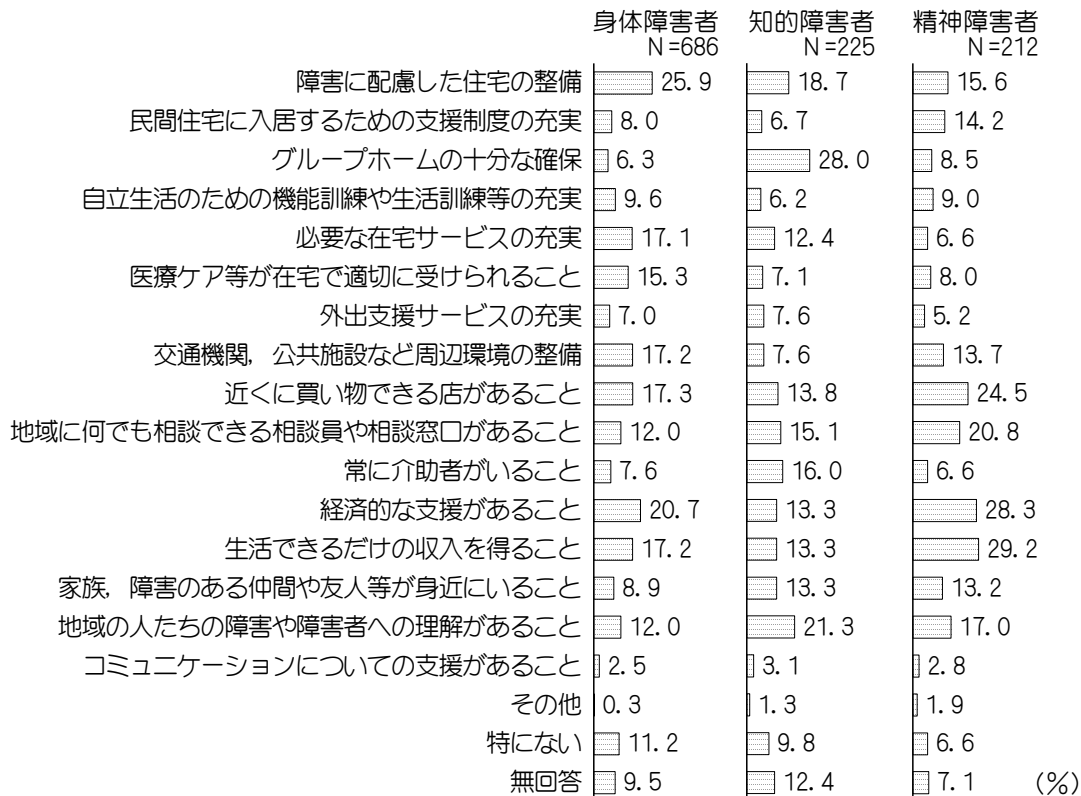 身体障害者 知的障害者 精神障害者
N=686 N=225 N=212
障害に配慮した住宅の整備 25.9 18.7 15.6
民間住宅に入居するための支援制度の充実 8.0 6.7 14.2
グループホームの十分な確保 6.3 28.0 8.5
自立生活のための機能訓練や生活訓練等の充実 9.6 6.2 9.0
必要な在宅サービスの充実 17.1 12.4 6.6
医療ケア等が在宅で適切に受けられること 15.3 7.1 8.0
外出支援サービスの充実 7.0 7.6 5.2
交通機関，公共施設など周辺環境の整備 17.2 7.6 13.7
近くに買い物できる店があること 17.3 13.8 24.5
地域に何でも相談できる相談員や相談窓口があること 12.0 15.1 20.8
常に介助者がいること 7.6 16.0 6.6
経済的な支援があること 20.7 13.3 28.3
生活できるだけの収入を得ること 17.2 13.3 29.2
家族，障害のある仲間や友人等が身近にいること 8.9 13.3 13.2
地域の人たちの障害や障害者への理解があること 12.0 21.3 17.0
コミュニケーションについての支援があること 2.5 3.1 2.8
その他 0.3 1.3 1.9
特にない 11.2 9.8 6.6
無回答 9.5 12.4 7.1 (%)